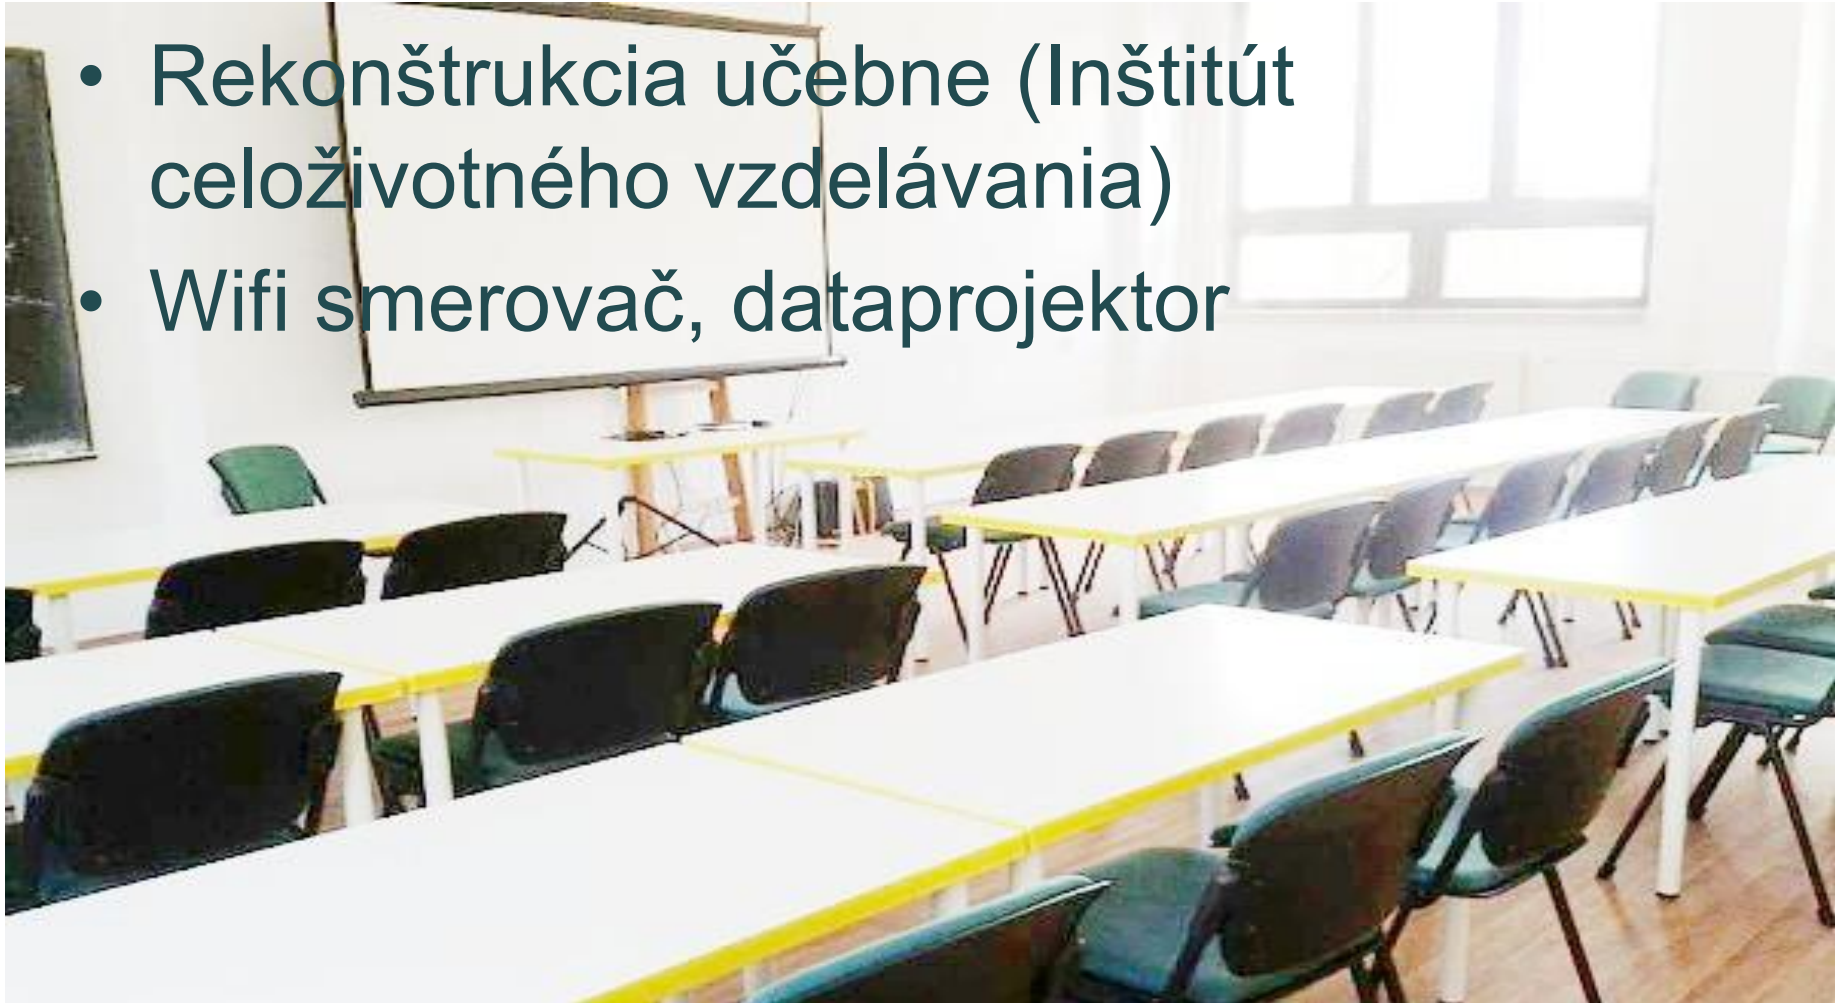 • Rekonštrukcia učebne (Inštitút
celoživotného vzdelávania)
• Wifi smerovač, dataprojektor